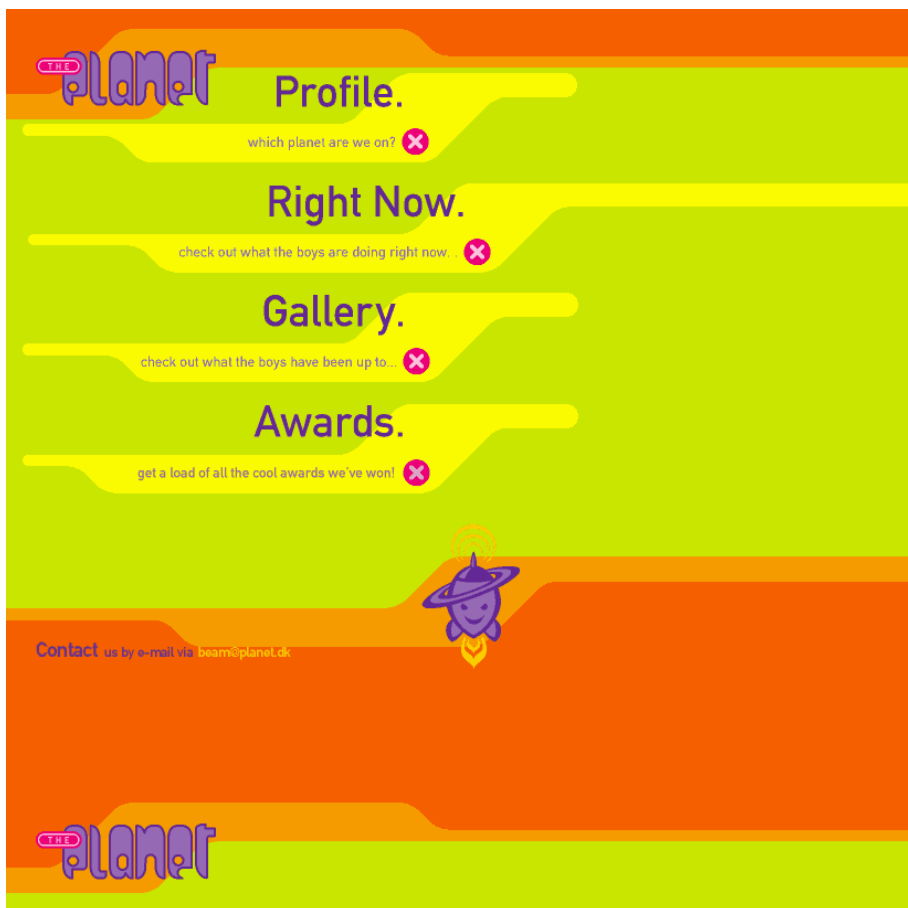 THE PLANET
Profile.
which planet are we on?
Right Now.
check out what the boys are doing right now. .
Gallery.
check out what the boys have been up to...
Awards.
get a load of all the cool awards we've won!
Contact us by e-mail via beam@planet.dk
THE PLANET